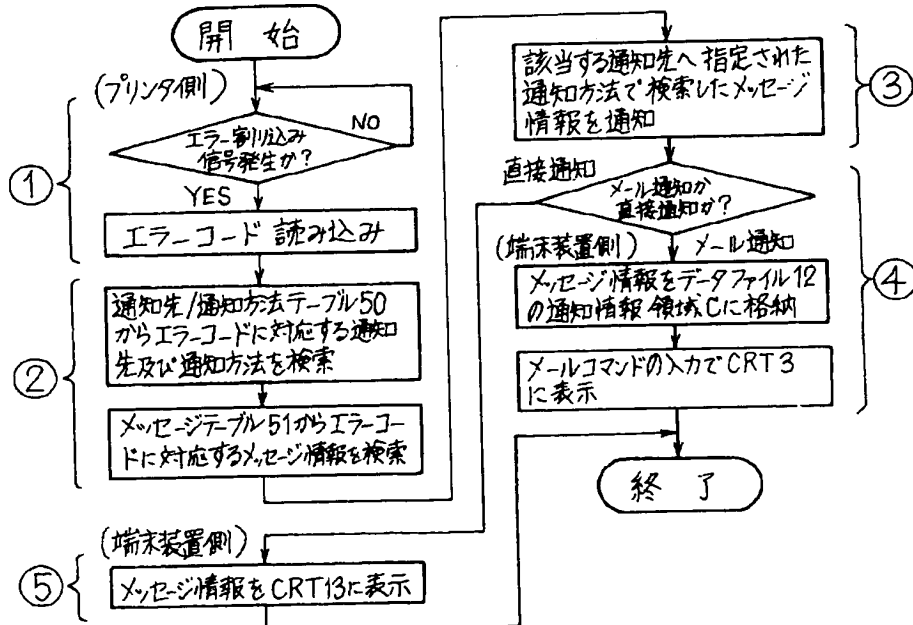 開 始
(プリンタ側)
①
エラー割り込み
信号発生か?
NO
YES
エラーコード 読み込み
②
通知先/通知方法テーブル50
からエラーコードに対応する通知
先及び通知方法を検索
メッセージテーブル51からエラーコー
ドに対応するメッセージ情報を検索
③
該当する通知先へ指定された
通知方法で検索したメッセージ
情報を通知
直接通知
メール通知か
直接通知か?
④
(端末装置側)
メール通知
メッセージ情報をデータファイル12
の通知情報領域Cに格納
メールコマンドの入力でCRT3
に表示
終 了
(端末装置側)
⑤
メッセージ情報をCRT13に表示